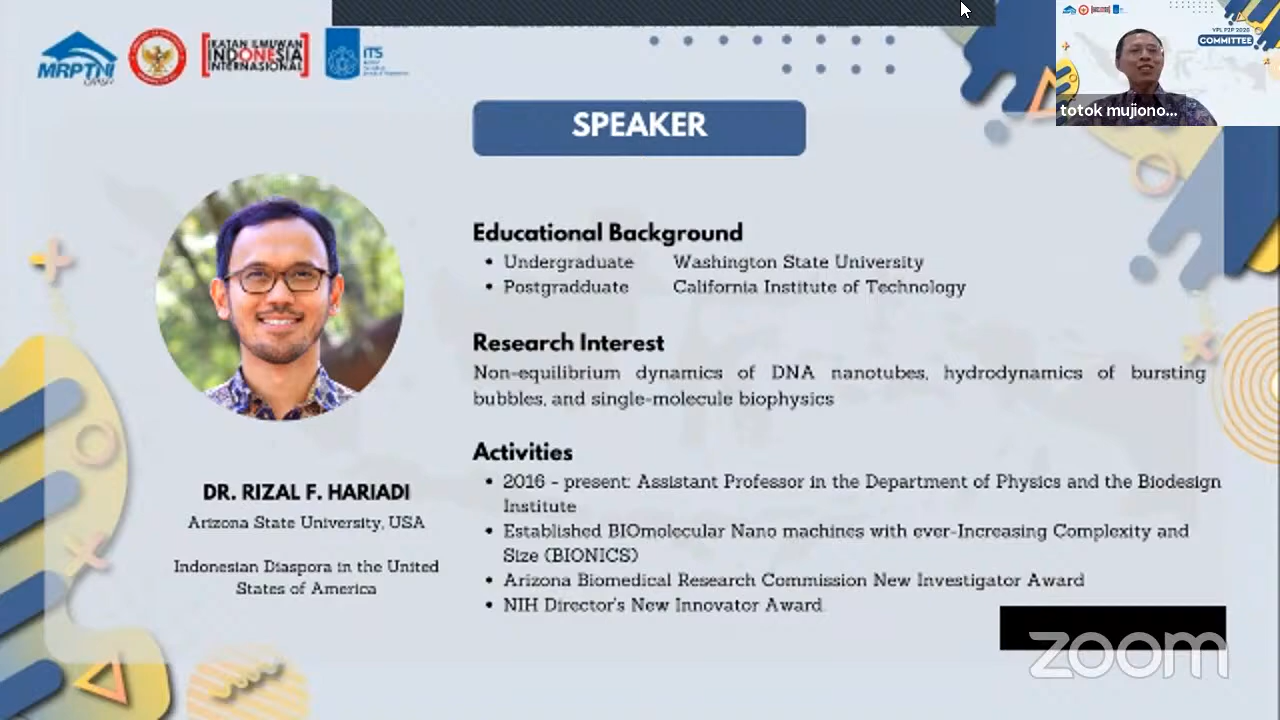 MRPTNI
IKATAN ILMUWAN
INDONESIA
INTERNASIONAL
ITS
VPL F2F 2020
COMMITTEE
totok mujiono...
SPEAKER
Educational Background
• Undergraduate Washington State University
• Postgradduate California Institute of Technology
Research Interest
Non-equilibrium dynamics of DNA nanotubes, hydrodynamics of bursting
bubbles, and single-molecule biophysics
Activities
• 2016 - present: Assistant Professor in the Department of Physics and the Biodesign
Institute
• Established BIOmolecular Nano machines with ever-Increasing Complexity and
Size (BIONICS)
• Arizona Biomedical Research Commission New Investigator Award
• NIH Director's New Innovator Award
DR. RIZAL F. HARIADI
Arizona State University, USA
Indonesian Diaspora in the United
States of America
zoom